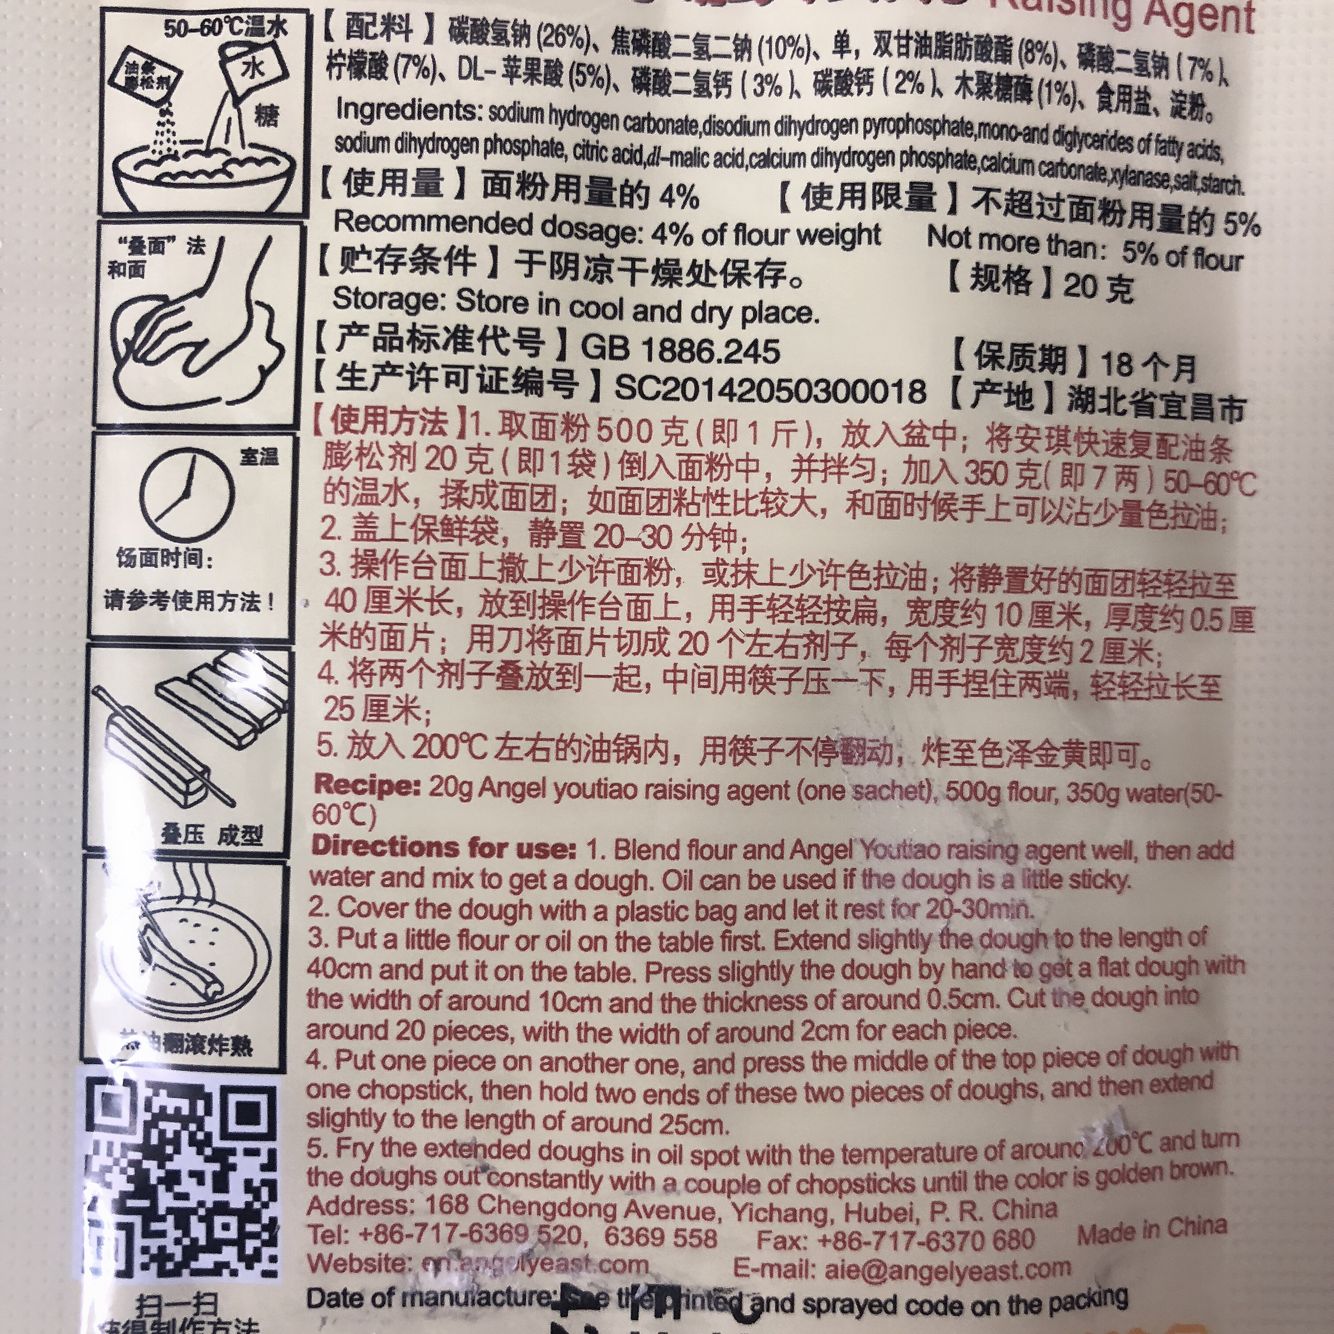 Raising Agent
50–60℃温水
油条
膨松剂
水
糖
【配料】碳酸氢钠(26%)、焦磷酸二氢二钠(10%)、单，双甘油脂肪酸酯(8%)、磷酸二氢钠(7%)、
柠檬酸(7%)、DL–苹果酸(5%)、磷酸二氢钙(3%)、碳酸钙(2%)、木聚糖酶(1%)、食用盐、淀粉。
Ingredients: sodium hydrogen carbonate,disodium dihydrogen pyrophosphate,mono-and diglycerides of fatty acids,
sodium dihydrogen phosphate, citric acid,dl–malic acid,calcium dihydrogen phosphate,calcium carbonate,xylanase,salt,starch.
【使用量】面粉用量的 4% 【使用限量】不超过面粉用量的 5%
Recommended dosage: 4% of flour weight Not more than: 5% of flour
“叠面”法
和面
【贮存条件】于阴凉干燥处保存。 【规格】20 克
Storage: Store in cool and dry place.
【产品标准代号】GB 1886.245 【保质期】18 个月
【生产许可证编号】SC20142050300018 【产地】湖北省宜昌市
室温
饧面时间：
请参考使用方法！
【使用方法】1. 取面粉 500 克(即 1 斤)，放入盆中；将安琪快速复配油条
膨松剂 20 克(即1袋)倒入面粉中，并拌匀；加入 350 克(即 7 两) 50–60℃
的温水，揉成面团；如面团粘性比较大，和面时候手上可以沾少量色拉油；
2. 盖上保鲜袋，静置 20–30 分钟；
3. 操作台面上撒上少许面粉，或抹上少许色拉油；将静置好的面团轻轻拉至
40 厘米长，放到操作台面上，用手轻轻按扁，宽度约 10 厘米，厚度约 0.5 厘
米的面片；用刀将面片切成 20 个左右剂子，每个剂子宽度约 2 厘米；
4. 将两个剂子叠放到一起，中间用筷子压一下，用手捏住两端，轻轻拉长至
25 厘米；
5. 放入 200℃ 左右的油锅内，用筷子不停翻动，炸至色泽金黄即可。
叠压 成型
Recipe: 20g Angel youtiao raising agent (one sachet), 500g flour, 350g water(50-
60℃)
Directions for use: 1. Blend flour and Angel Youtiao raising agent well, then add
water and mix to get a dough. Oil can be used if the dough is a little sticky.
2. Cover the dough with a plastic bag and let it rest for 20-30min.
3. Put a little flour or oil on the table first. Extend slightly the dough to the length of
40cm and put it on the table. Press slightly the dough by hand to get a flat dough with
the width of around 10cm and the thickness of around 0.5cm. Cut the dough into
around 20 pieces, with the width of around 2cm for each piece.
4. Put one piece on another one, and press the middle of the top piece of dough with
one chopstick, then hold two ends of these two pieces of doughs, and then extend
slightly to the length of around 25cm.
5. Fry the extended doughs in oil spot with the temperature of around 200℃ and turn
the doughs out constantly with a couple of chopsticks until the color is golden brown.
油翻滚炸熟
Address: 168 Chengdong Avenue, Yichang, Hubei, P. R. China
Tel: +86-717-6369 520, 6369 558 Fax: +86-717-6370 680 Made in China
Website: en.angelyeast.com E-mail: aie@angelyeast.com
Date of manufacture: See the printed and sprayed code on the packing
扫一扫
获得制作方法